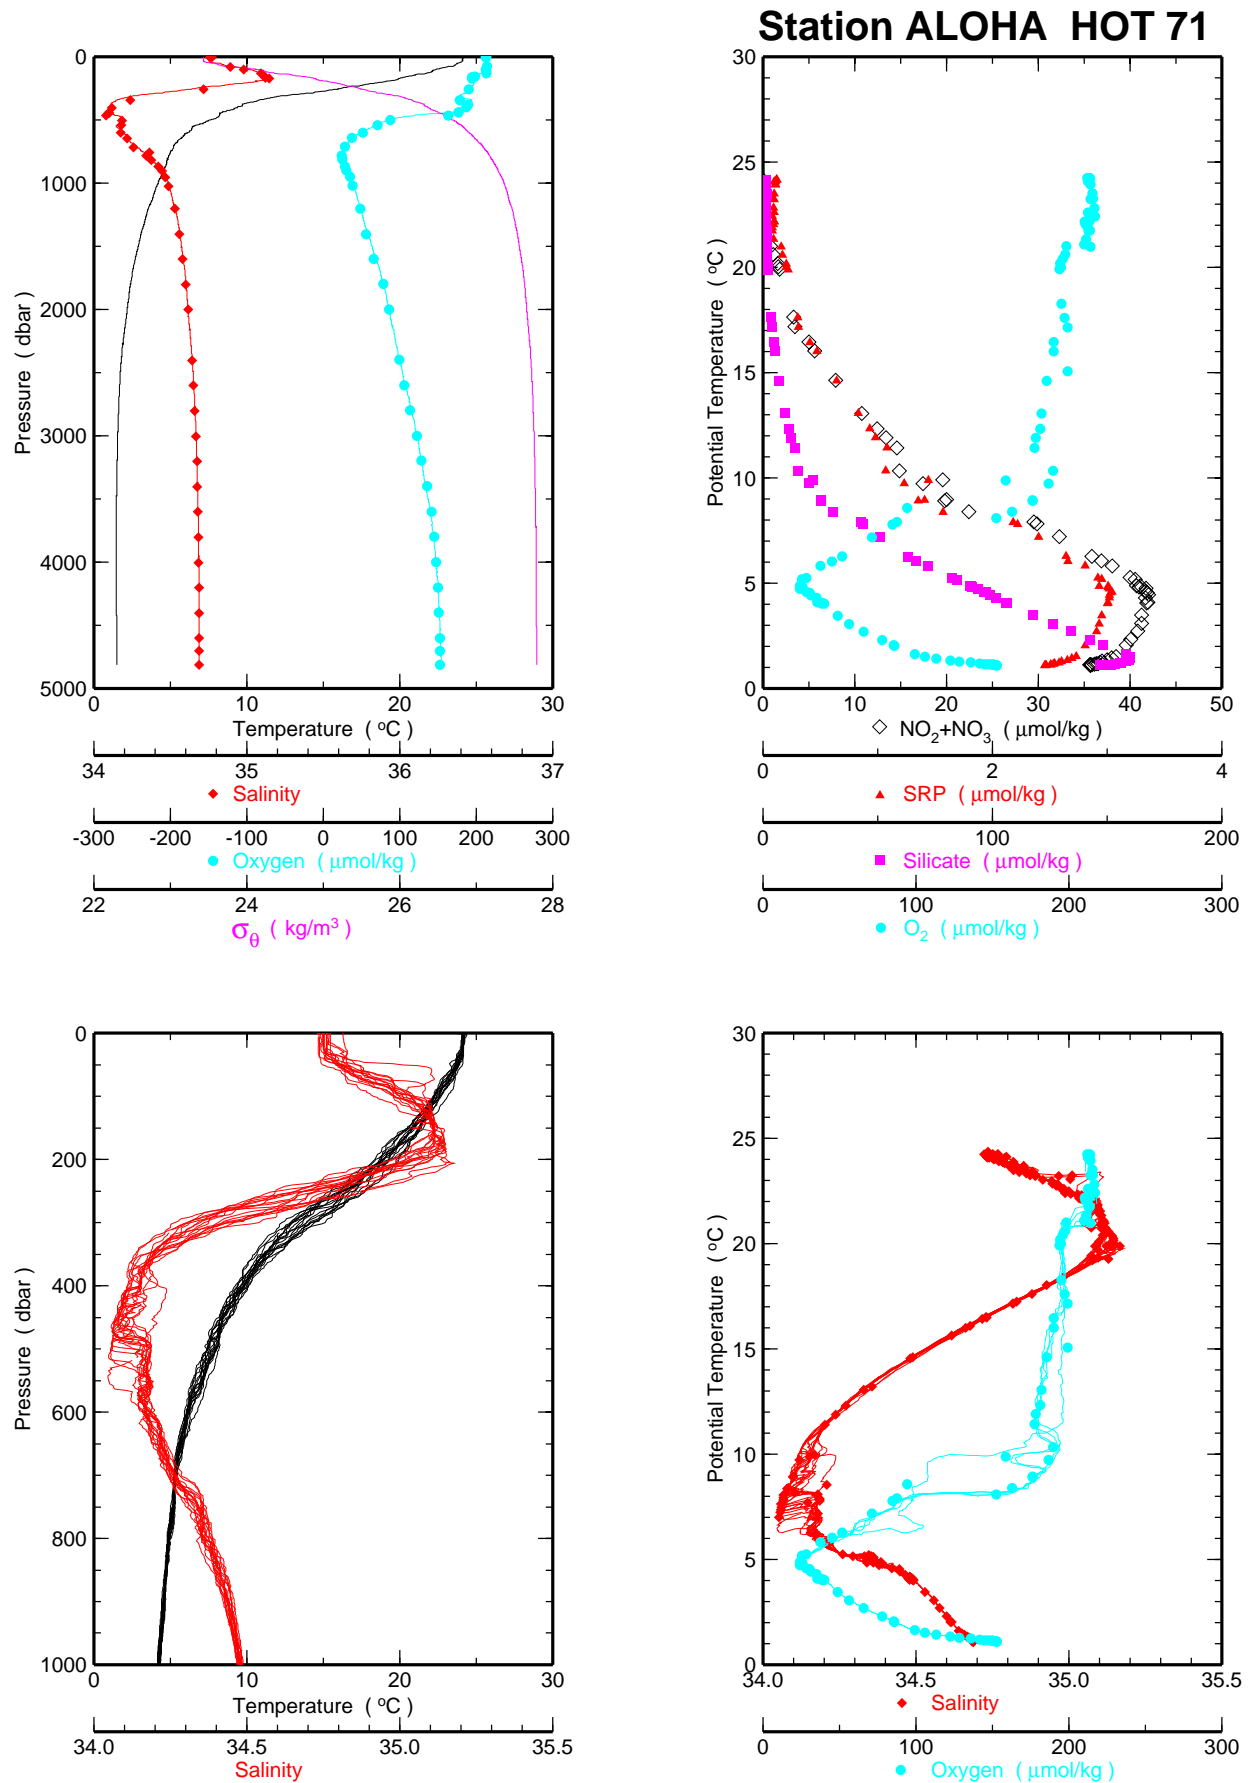 Station ALOHA HOT 71
0
1000
2000
3000
4000
5000
Pressure ( dbar)
0 10 20 30
Temperature ( °C)
34 35 36 37
Salinity
-300 -200 -100 0 100 200 300
Oxygen ( μmol/kg)
22 24 26 28
σθ ( kg/m³)
30
25
20
15
10
5
0
Potential Temperature ( °C)
0 10 20 30 40 50
NO₂+NO₃ ( μmol/kg)
0 2 4
SRP ( μmol/kg)
0 100 200
Silicate ( μmol/kg)
0 100 200 300
O₂ ( μmol/kg)
0
200
400
600
800
1000
Pressure ( dbar)
0 10 20 30
Temperature ( °C)
34.0 34.5 35.0 35.5
Salinity
30
25
20
15
10
5
0
Potential Temperature ( °C)
34.0 34.5 35.0 35.5
Salinity
0 100 200 300
Oxygen ( μmol/kg)